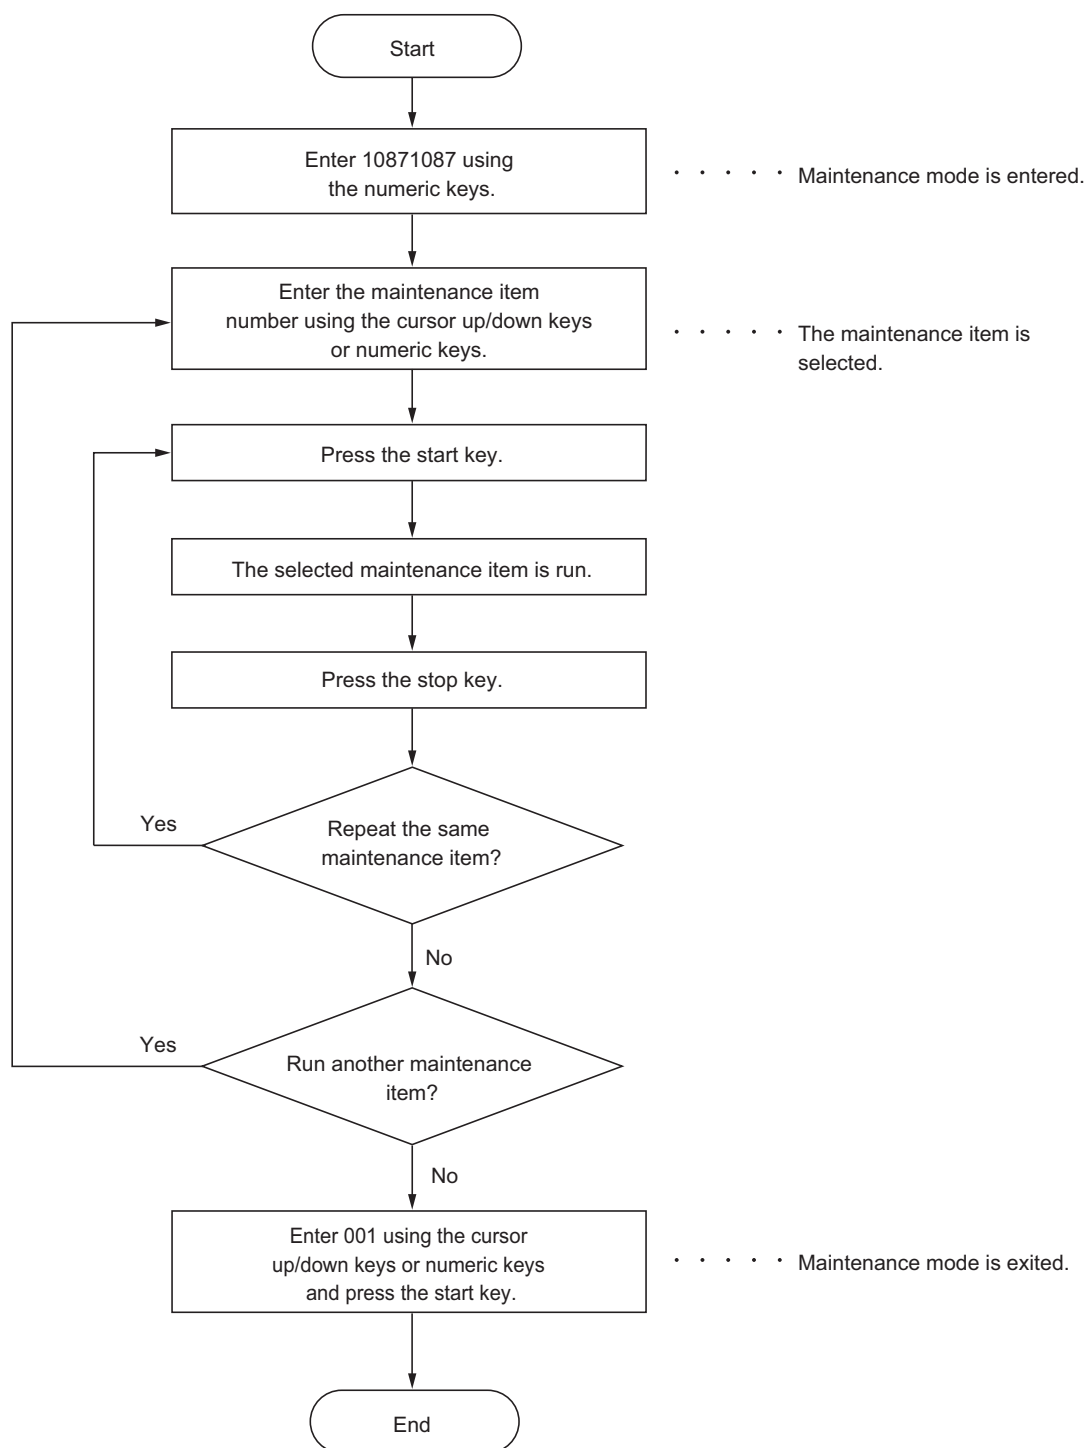 Start
Enter 10871087 using
the numeric keys.
Maintenance mode is entered.
Enter the maintenance item
number using the cursor up/down keys
or numeric keys.
The maintenance item is
selected.
Press the start key.
The selected maintenance item is run.
Press the stop key.
Yes
Repeat the same
maintenance item?
No
Yes
Run another maintenance
item?
No
Enter 001 using the cursor
up/down keys or numeric keys
and press the start key.
Maintenance mode is exited.
End